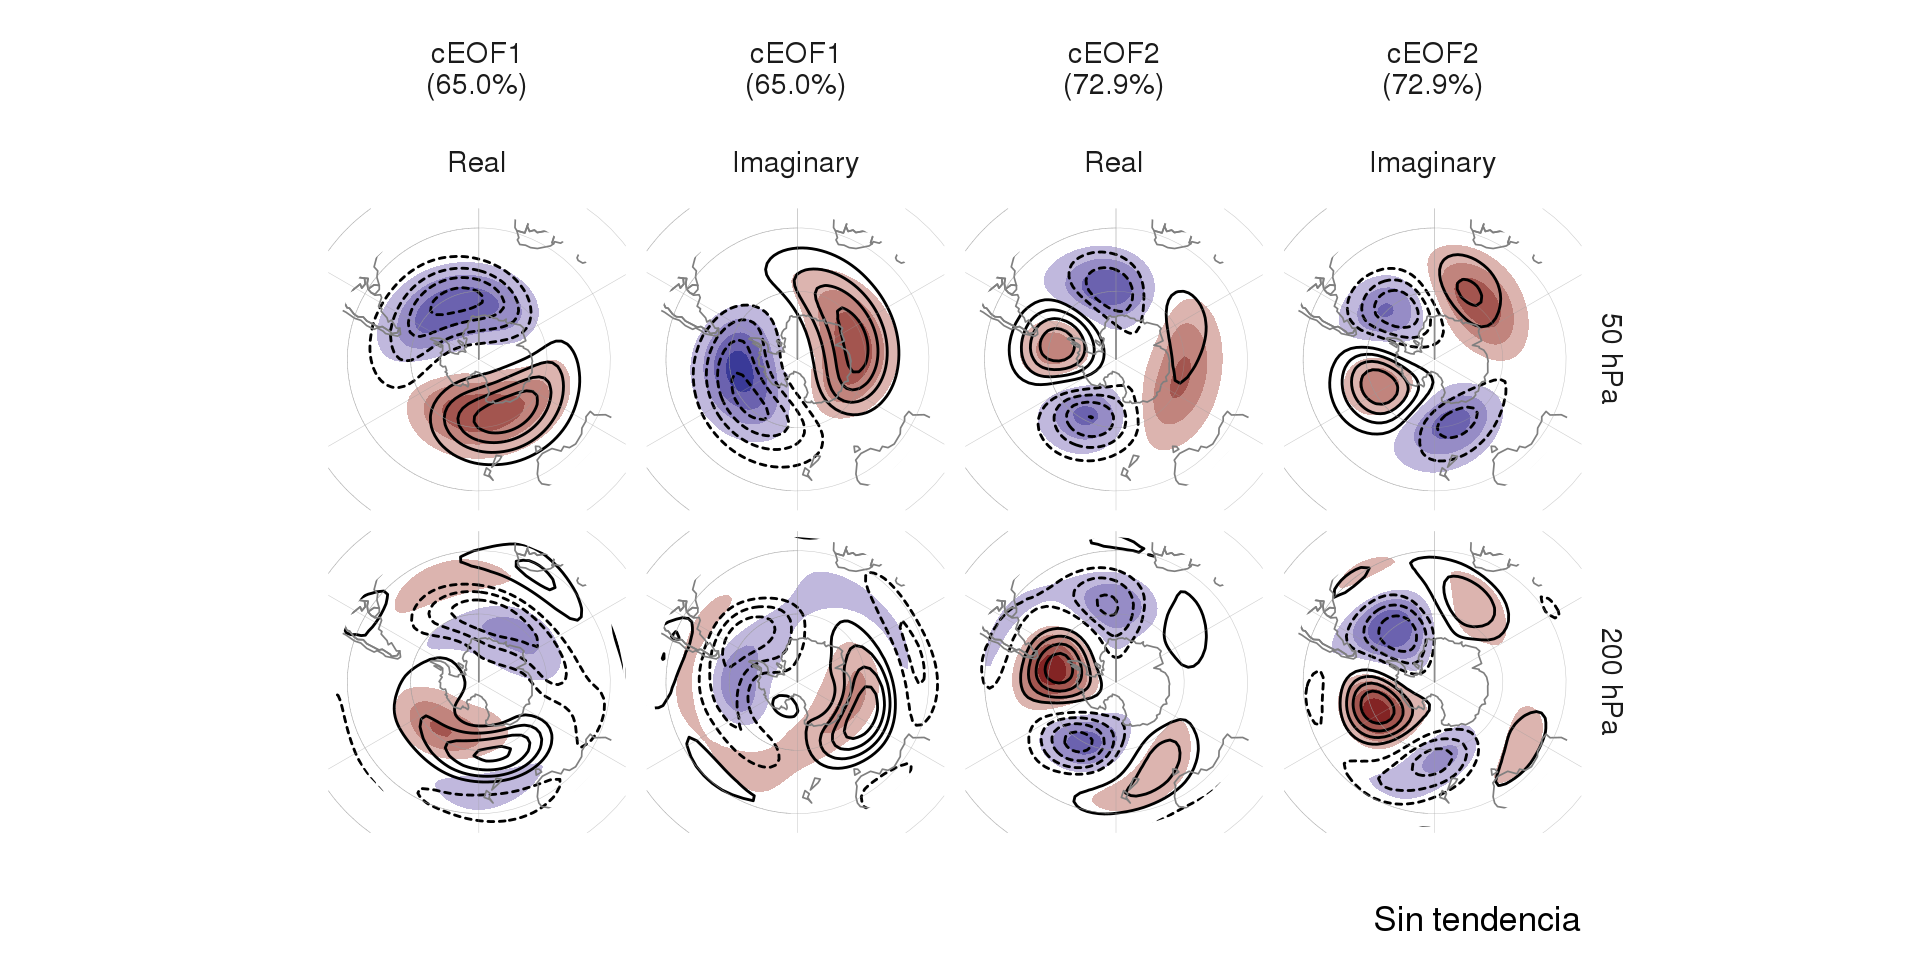 cEOF1
(65.0%)
cEOF1
(65.0%)
cEOF2
(72.9%)
cEOF2
(72.9%)
Real
Imaginary
Real
Imaginary
50 hPa
200 hPa
Sin tendencia